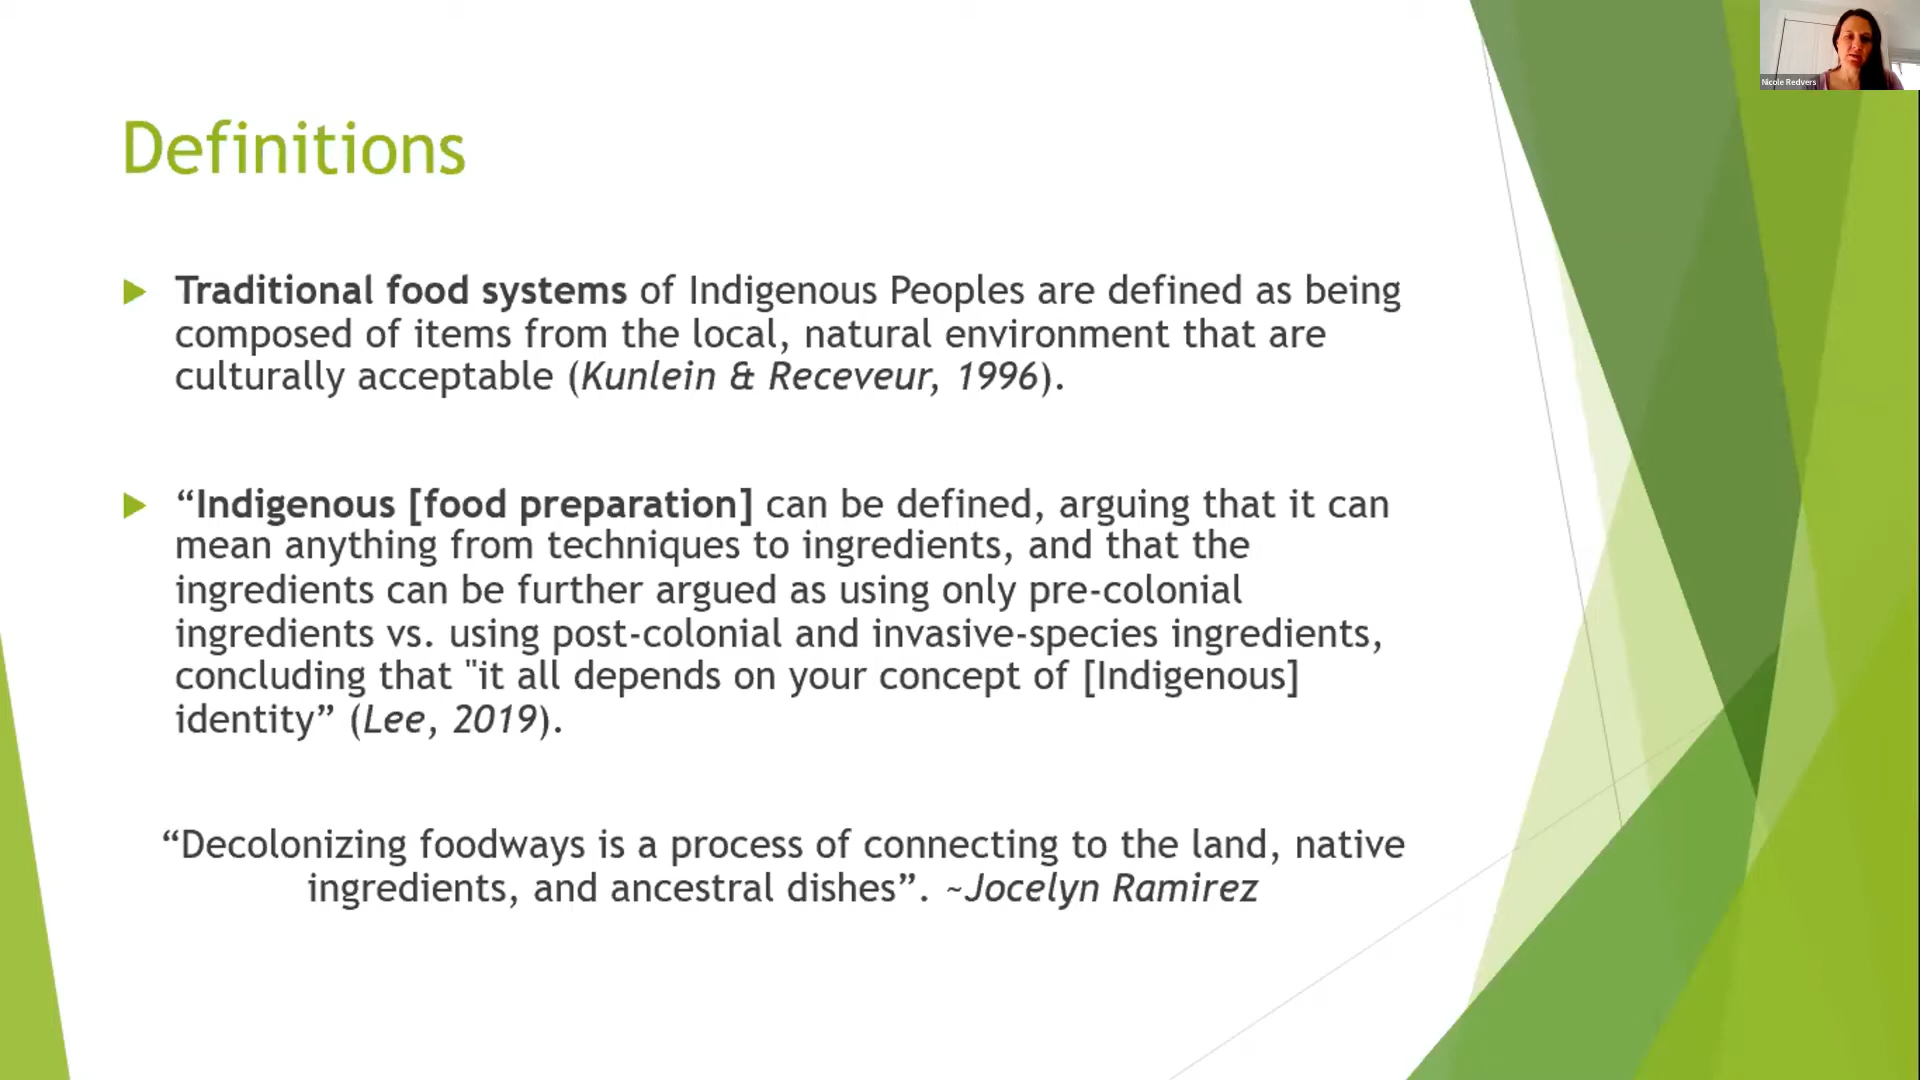 Nicole Redvers
Definitions
Traditional food systems of Indigenous Peoples are defined as being
composed of items from the local, natural environment that are
culturally acceptable (Kunlein & Receveur, 1996).
“Indigenous [food preparation] can be defined, arguing that it can
mean anything from techniques to ingredients, and that the
ingredients can be further argued as using only pre-colonial
ingredients vs. using post-colonial and invasive-species ingredients,
concluding that "it all depends on your concept of [Indigenous]
identity” (Lee, 2019).
“Decolonizing foodways is a process of connecting to the land, native
ingredients, and ancestral dishes”. ~Jocelyn Ramirez